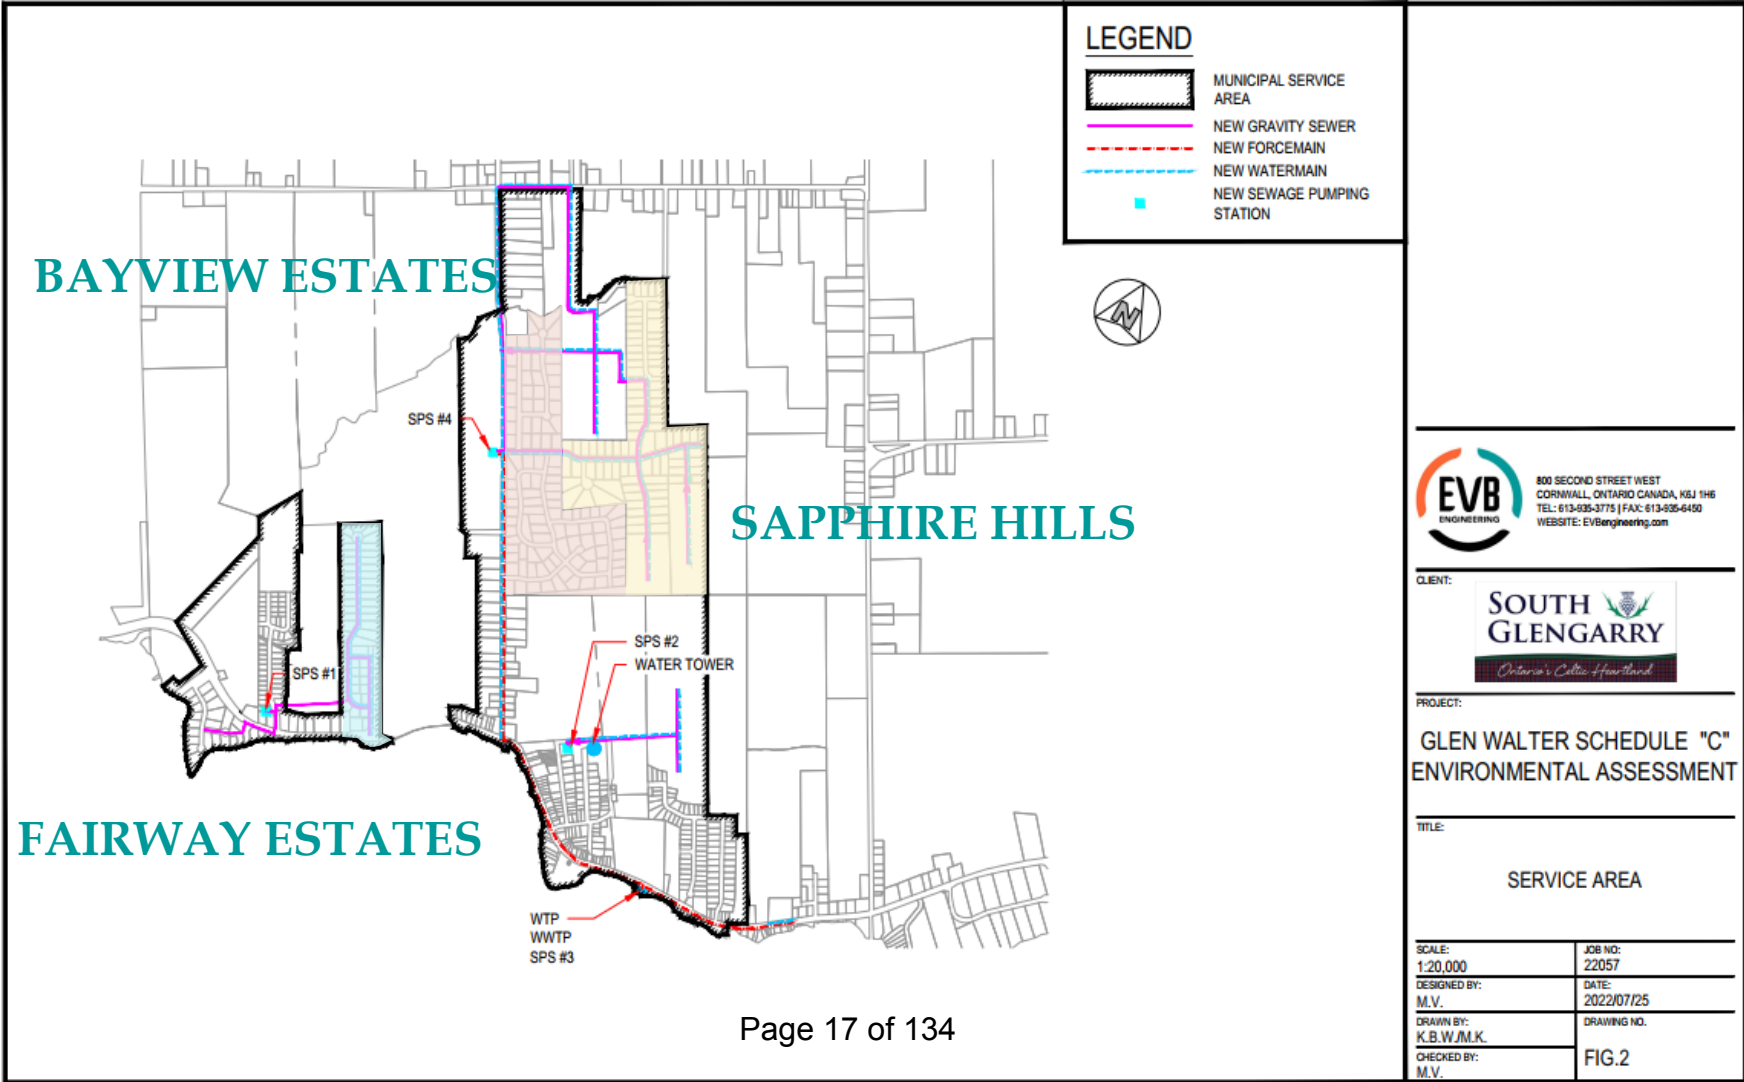 LEGEND
MUNICIPAL SERVICE
AREA
NEW GRAVITY SEWER
NEW FORCEMAIN
NEW WATERMAIN
NEW SEWAGE PUMPING
STATION
BAYVIEW ESTATES
N
SPS #4
SAPPHIRE HILLS
SPS #2
WATER TOWER
SPS #1
FAIRWAY ESTATES
WTP
WWTP
SPS #3
EVB
ENGINEERING
800 SECOND STREET WEST
CORNWALL, ONTARIO CANADA, K6J 1H6
TEL: 613-935-3775 | FAX: 613-935-6450
WEBSITE: EVBengineering.com
CLIENT:
SOUTH
GLENGARRY
Ontario's Celtic Heartland
PROJECT:
GLEN WALTER SCHEDULE "C"
ENVIRONMENTAL ASSESSMENT
TITLE:
SERVICE AREA
SCALE:
1:20,000
JOB NO:
22057
DESIGNED BY:
M.V.
DATE:
2022/07/25
DRAWN BY:
K.B.W./M.K.
DRAWING NO.
FIG.2
CHECKED BY:
M.V.
Page 17 of 134